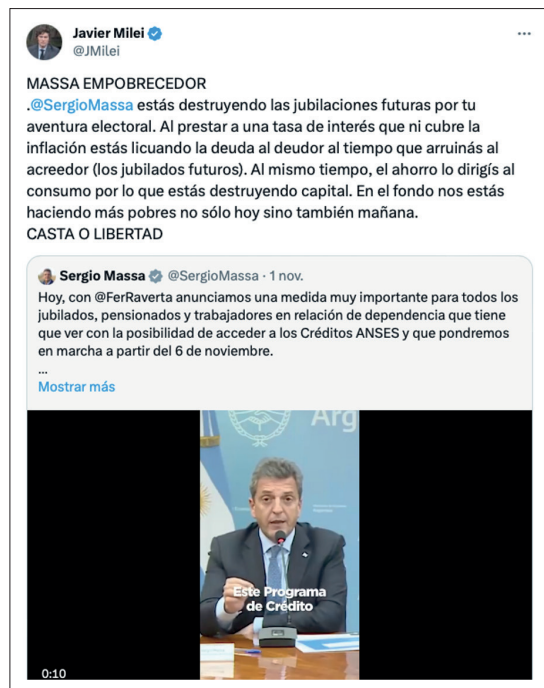 Javier Milei
@JMilei
MASSA EMPOBRECEDOR
.@SergioMassa estás destruyendo las jubilaciones futuras por tu
aventura electoral. Al prestar a una tasa de interés que ni cubre la
inflación estás licuando la deuda al deudor al tiempo que arruinás al
acreedor (los jubilados futuros). Al mismo tiempo, el ahorro lo dirigís al
consumo por lo que estás destruyendo capital. En el fondo nos estás
haciendo más pobres no sólo hoy sino también mañana.
CASTA O LIBERTAD
Sergio Massa @SergioMassa · 1 nov.
Hoy, con @FerRaverta anunciamos una medida muy importante para todos los
jubilados, pensionados y trabajadores en relación de dependencia que tiene
que ver con la posibilidad de acceder a los Créditos ANSES y que pondremos
en marcha a partir del 6 de noviembre.
...
Mostrar más
Arg
Este Programa
de Crédito
0:10